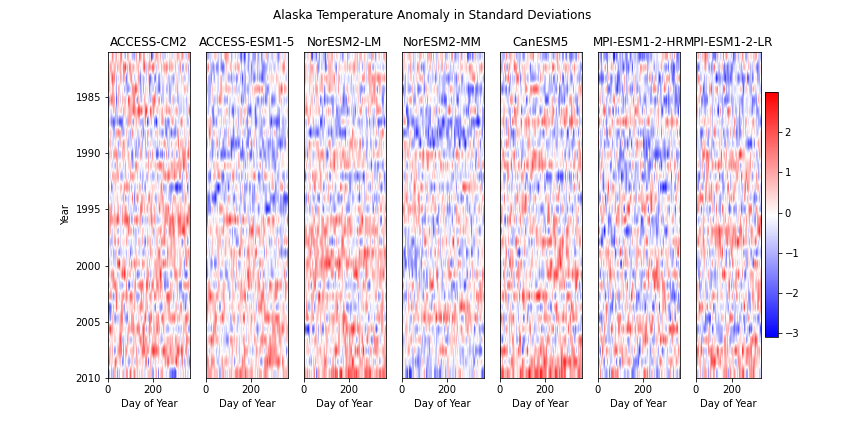 Alaska Temperature Anomaly in Standard Deviations
ACCESS-CM2 ACCESS-ESM1-5 NorESM2-LM NorESM2-MM CanESM5 MPI-ESM1-2-HR MPI-ESM1-2-LR
1985
1990
1995
2000
2005
2010
Year
2
1
0
−1
−2
−3
0 200 0 200 0 200 0 200 0 200 0 200 0 200
Day of Year Day of Year Day of Year Day of Year Day of Year Day of Year Day of Year